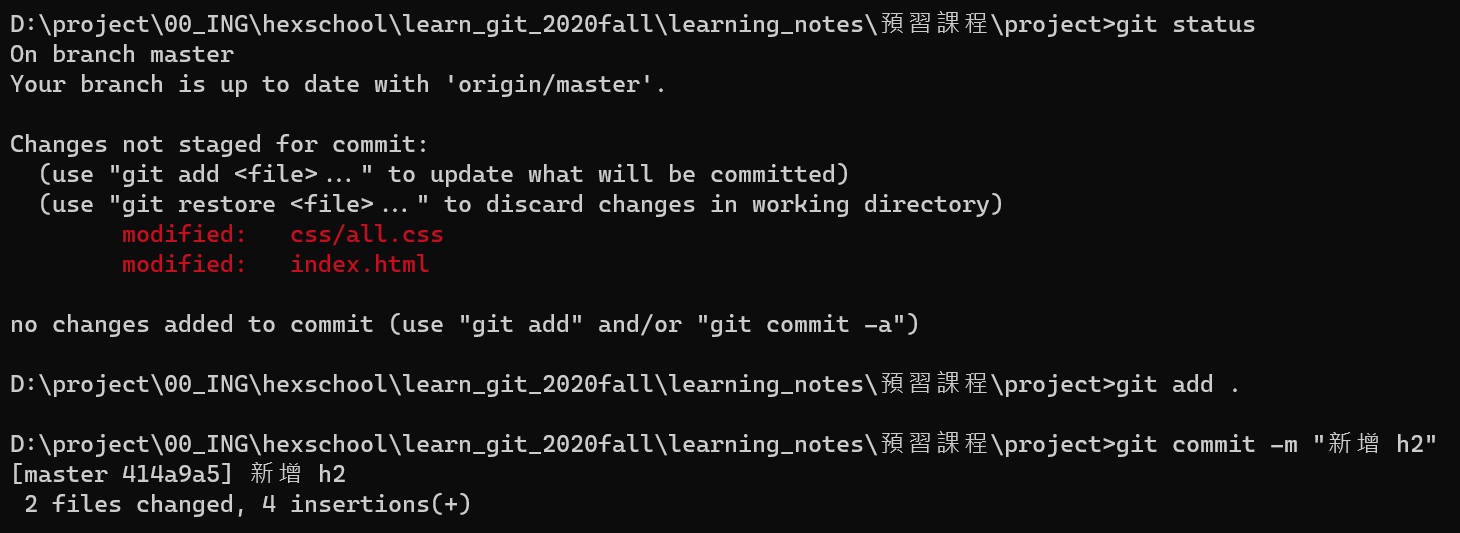 D:\project\00_ING\hexschool\learn_git_2020fall\learning_notes\預習課程\project>git status
On branch master
Your branch is up to date with 'origin/master'.
Changes not staged for commit:
  (use "git add <file>..." to update what will be committed)
  (use "git restore <file>..." to discard changes in working directory)
        modified:   css/all.css
        modified:   index.html
no changes added to commit (use "git add" and/or "git commit -a")
D:\project\00_ING\hexschool\learn_git_2020fall\learning_notes\預習課程\project>git add .
D:\project\00_ING\hexschool\learn_git_2020fall\learning_notes\預習課程\project>git commit -m "新增 h2"
[master 414a9a5] 新增 h2
 2 files changed, 4 insertions(+)